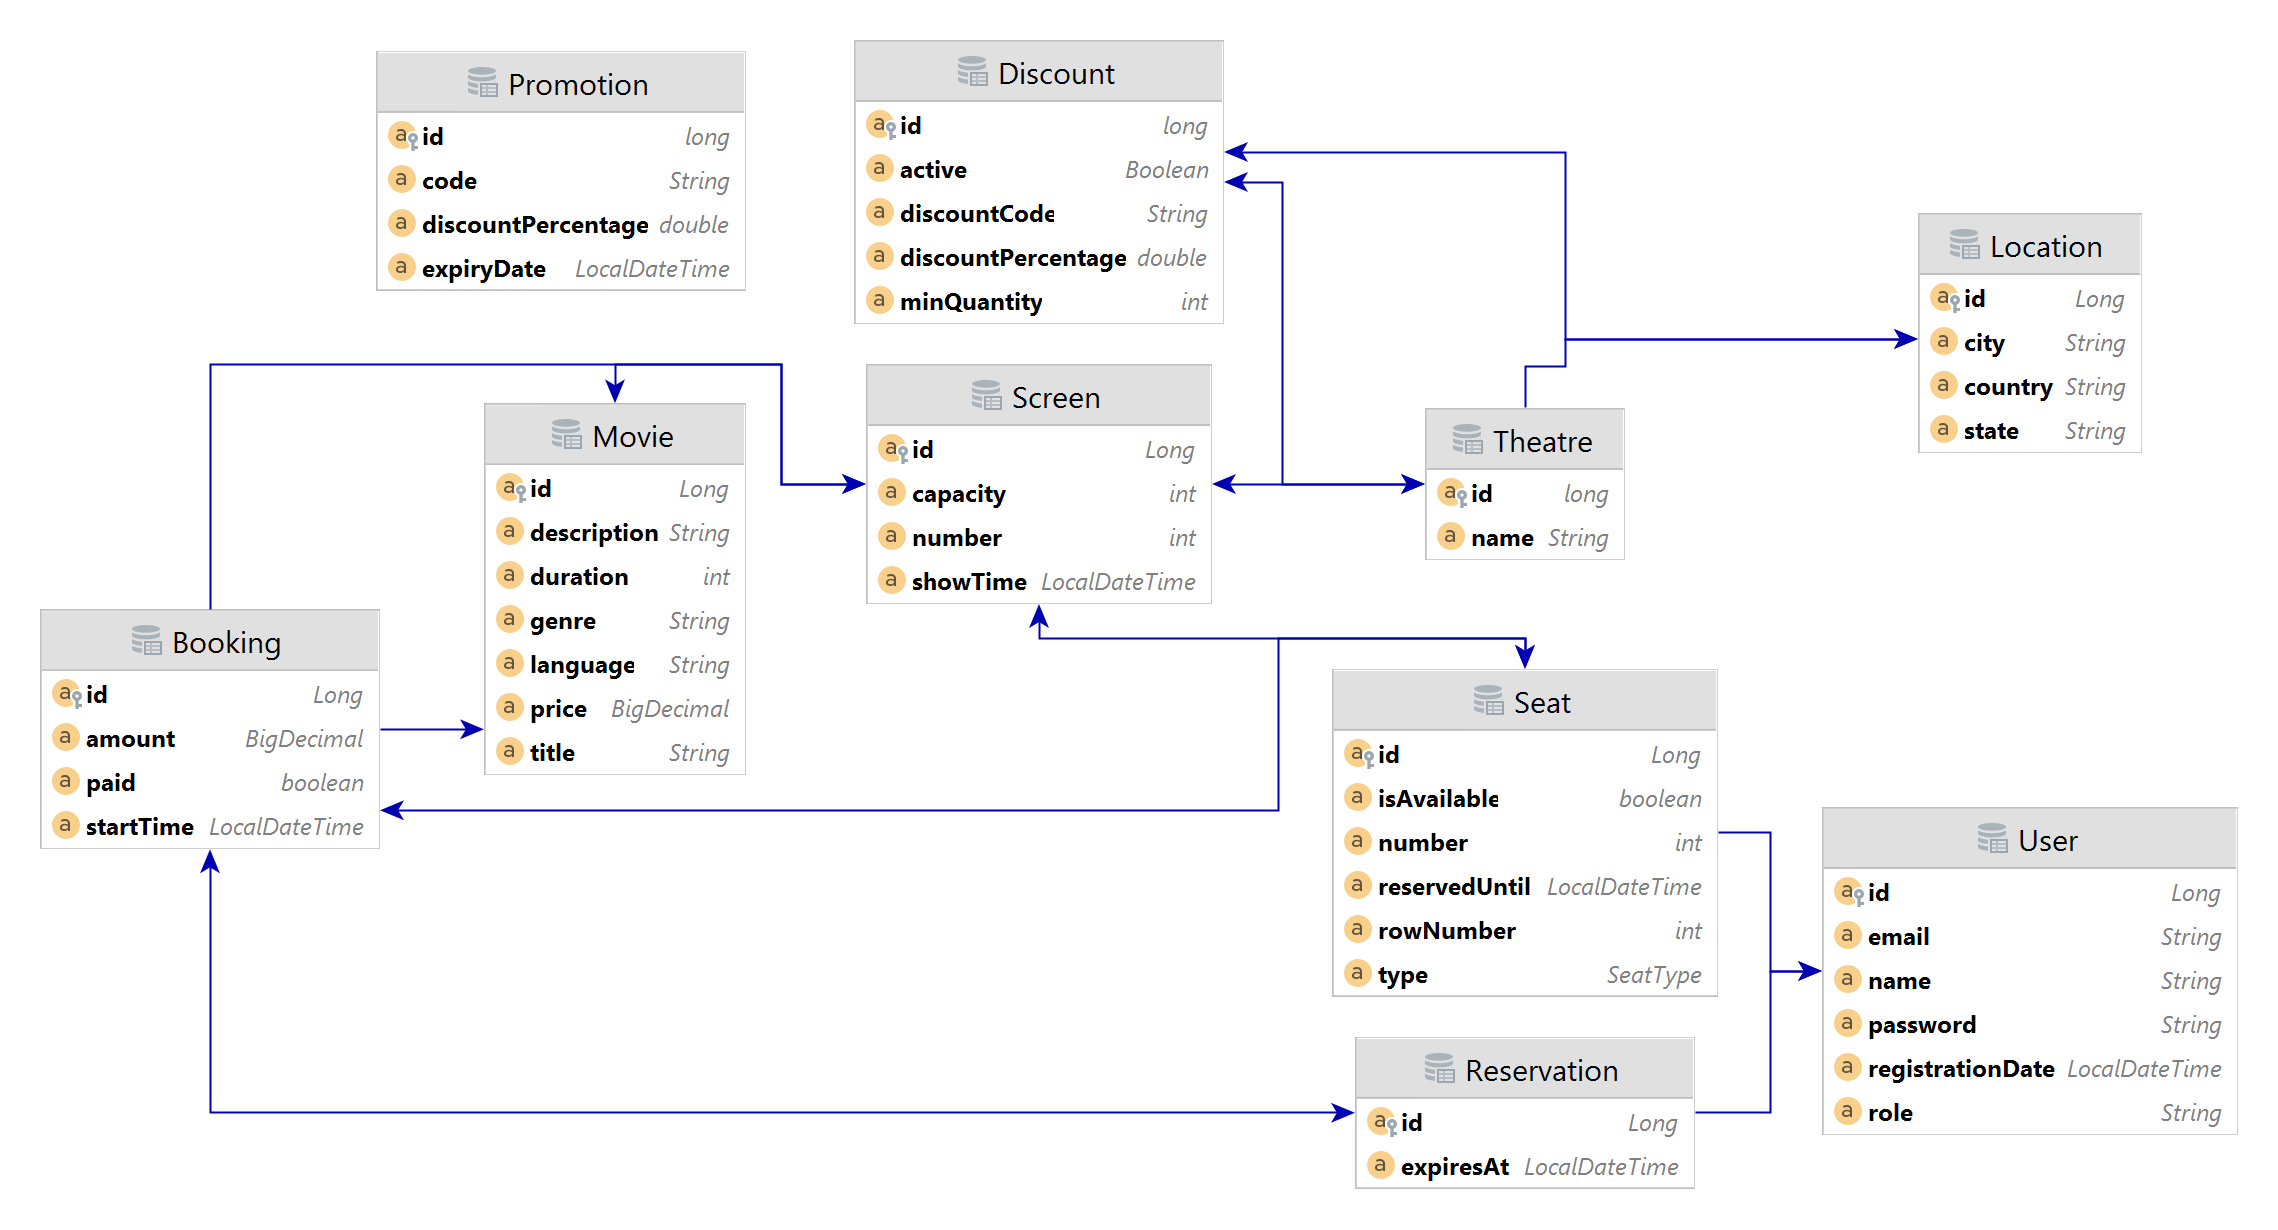 Promotion
id long
code String
discountPercentage double
expiryDate LocalDateTime
Discount
id long
active Boolean
discountCode String
discountPercentage double
minQuantity int
Location
id Long
city String
country String
state String
Movie
id Long
description String
duration int
genre String
language String
price BigDecimal
title String
Screen
id Long
capacity int
number int
showTime LocalDateTime
Theatre
id long
name String
Booking
id Long
amount BigDecimal
paid boolean
startTime LocalDateTime
Seat
id Long
isAvailable boolean
number int
reservedUntil LocalDateTime
rowNumber int
type SeatType
User
id Long
email String
name String
password String
registrationDate LocalDateTime
role String
Reservation
id Long
expiresAt LocalDateTime